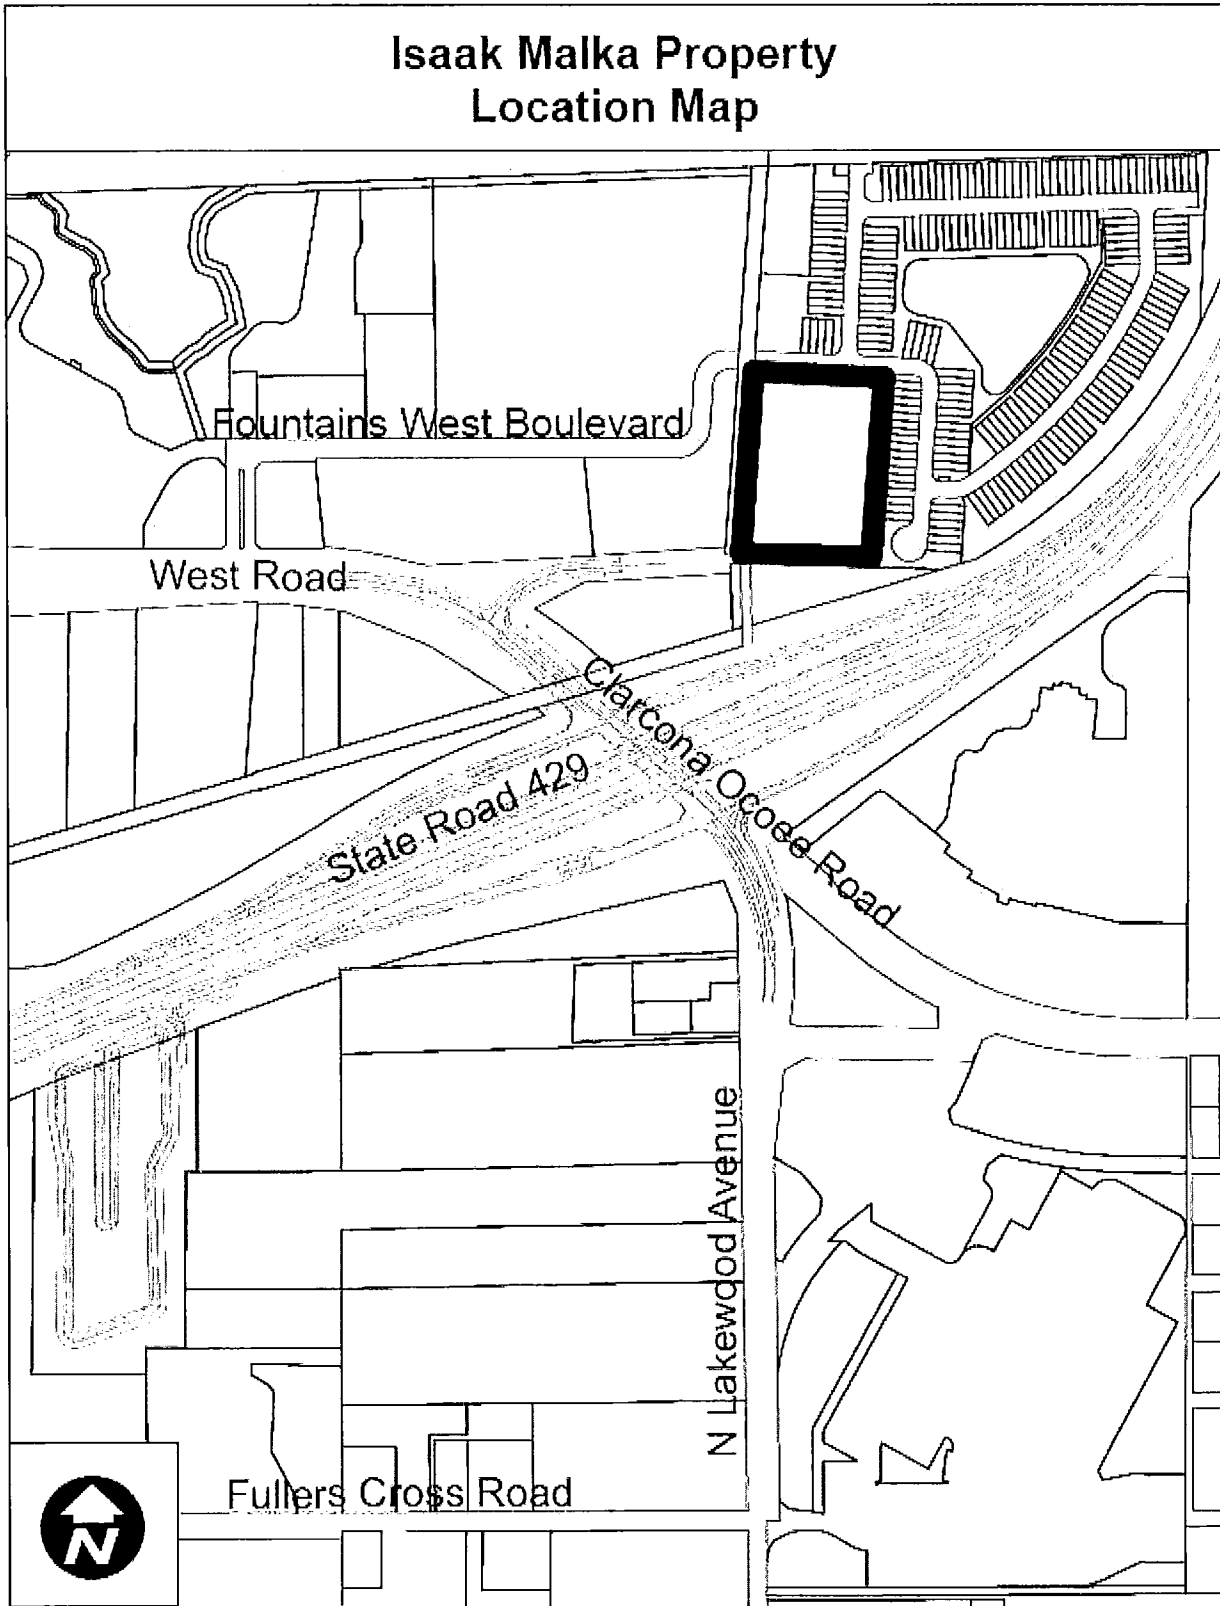 Isaak Malka Property
Location Map
Fountains West Boulevard
West Road
Clarcona Ocoee Road
State Road 429
N Lakewood Avenue
Fullers Cross Road
N